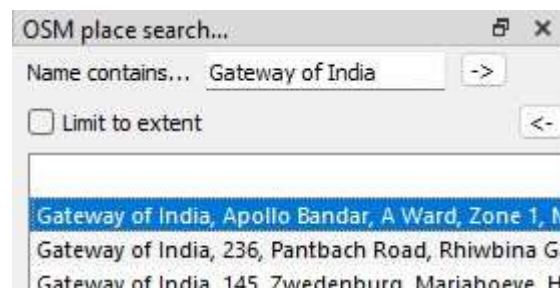 OSM place search...
Name contains... Gateway of India ->
Limit to extent <-
Gateway of India, Apollo Bandar, A Ward, Zone 1,
Gateway of India, 236, Pantbach Road, Rhiwbina G
Gateway of India, 145, Zwedenburg, Mariahoeve, H